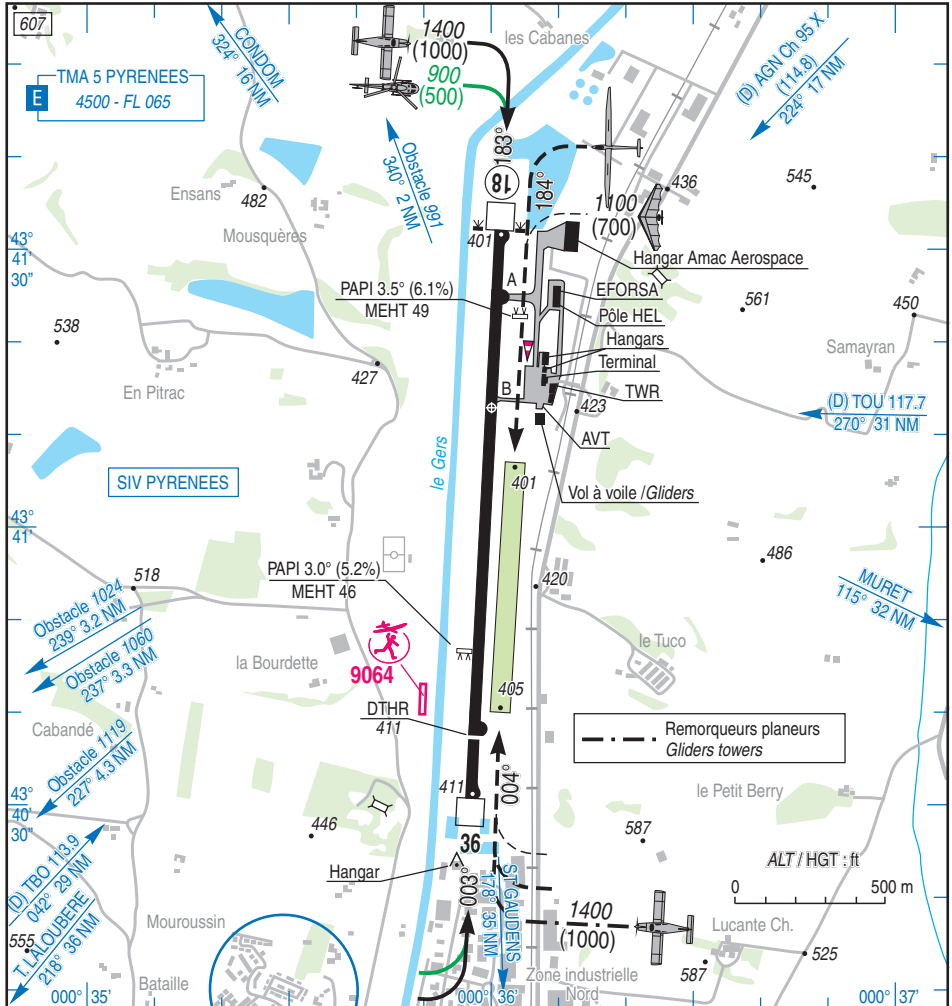 607
TMA 5 PYRENEES
E
4500 - FL 065
CONDOM
324° 16 NM
1400
(1000)
900
(500)
les Cabanes
(D) AGN Ch 95 X
(114.8)
224° 17 NM
183°
18
184°
Obstacle 991
340° 2 NM
Ensans
482
Mousquères
436
545
1100
(700)
401
43°
41'
30"
Hangar Amac Aerospace
A
EFORSA
PAPI 3.5° (6.1%)
MEHT 49
Pôle HEL
Hangars
Terminal
TWR
561
450
538
Samayran
427
En Pitrac
B
423
AVT
(D) TOU 117.7
270° 31 NM
le Gers
SIV PYRENEES
401
Vol à voile /Gliders
43°
41'
486
518
PAPI 3.0° (5.2%)
MEHT 46
420
MURET
115° 32 NM
Obstacle 1024
239° 3.2 NM
Obstacle 1060
237° 3.3 NM
la Bourdette
9064
le Tuco
405
DTHR
411
Cabandé
Remorqueurs planeurs
Gliders towers
Obstacle 1119
227° 4.3 NM
004°
411
43°
40'
30"
le Petit Berry
446
36
587
ALT / HGT : ft
Hangar
003°
0
500 m
(D) TBO 113.9
042° 29 NM
T. LALOUBERE
218° 36 NM
ST GAUDENS
178° 35 NM
1400
(1000)
Mouroussin
Lucante Ch.
555
525
587
Bataille
Zone industrielle
Nord
000° 35'
000° 36'
000° 37'